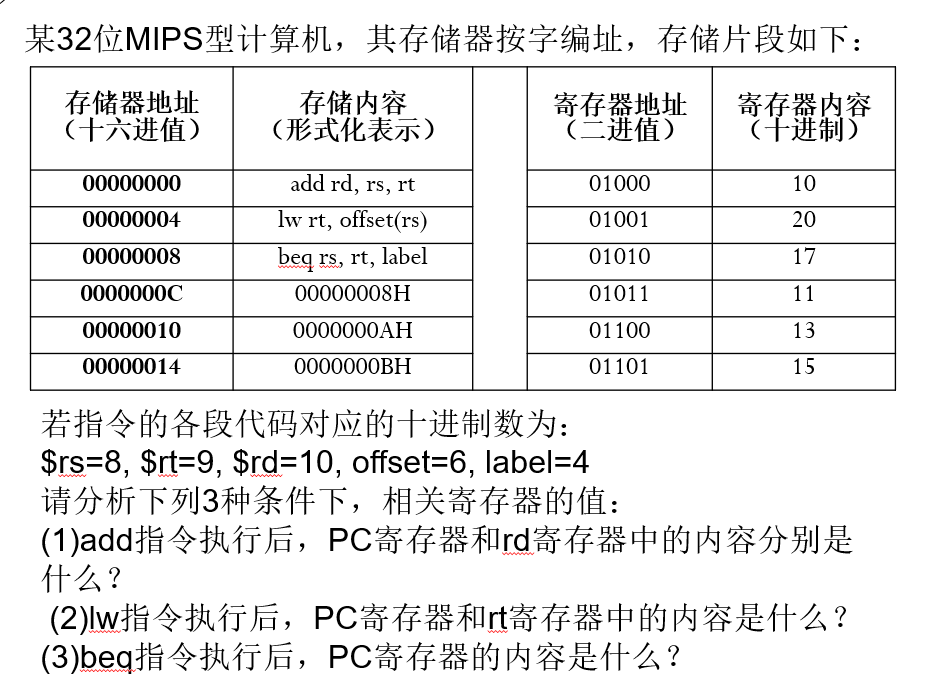 某32位MIPS型计算机，其存储器按字编址，存储片段如下：
存储器地址（十六进值） 存储内容（形式化表示） 寄存器地址（二进值） 寄存器内容（十进制）
00000000 add rd, rs, rt 01000 10
00000004 lw rt, offset(rs) 01001 20
00000008 beq rs, rt, label 01010 17
0000000C 00000008H 01011 11
00000010 0000000AH 01100 13
00000014 0000000BH 01101 15
若指令的各段代码对应的十进制数为：
$rs=8, $rt=9, $rd=10, offset=6, label=4
请分析下列3种条件下，相关寄存器的值：
(1)add指令执行后，PC寄存器和rd寄存器中的内容分别是
什么？
(2)lw指令执行后，PC寄存器和rt寄存器中的内容是什么？
(3)beq指令执行后，PC寄存器的内容是什么？